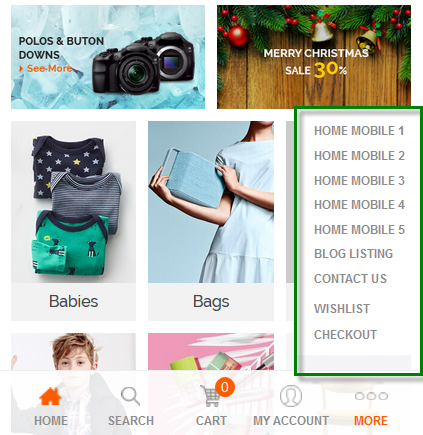 POLOS & BUTON
DOWNS
See More
MERRY CHRISTMAS
SALE 30%
HOME MOBILE 1
HOME MOBILE 2
HOME MOBILE 3
HOME MOBILE 4
HOME MOBILE 5
BLOG LISTING
CONTACT US
WISHLIST
CHECKOUT
Babies
Bags
0
HOME
SEARCH
CART
MY ACCOUNT
MORE